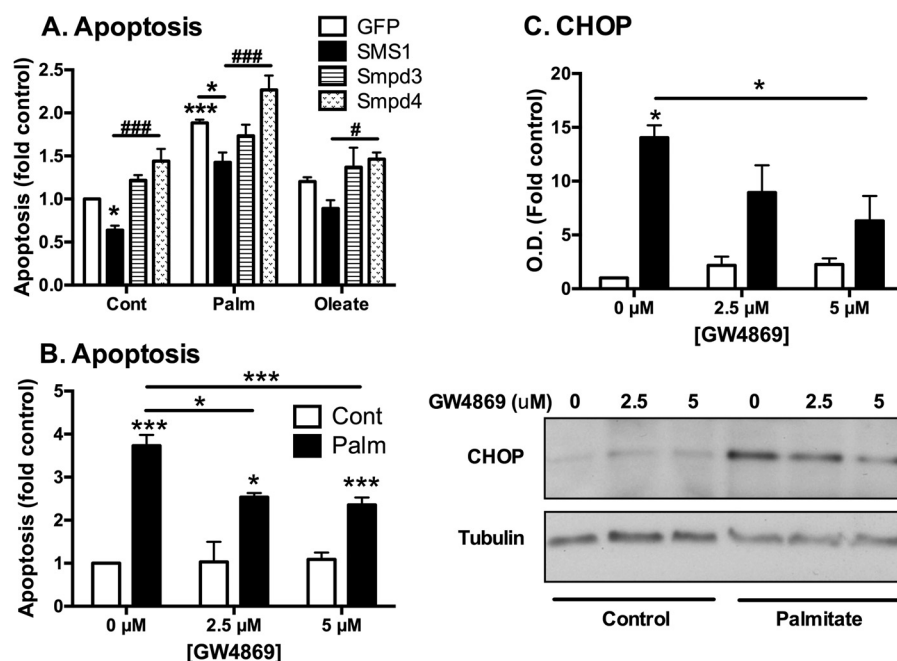 A. Apoptosis
GFP
SMS1
Smpd3
Smpd4
Apoptosis (fold control)
2.5
2.0
1.5
1.0
0.5
0.0
###
*
***
*
###
#
Cont Palm Oleate
B. Apoptosis
Apoptosis (fold control)
5
4
3
2
1
0
***
*
***
*
***
Cont
Palm
0 µM 2.5 µM 5 µM
[GW4869]
C. CHOP
O.D. (Fold control)
20
15
10
5
0
*
*
0 µM 2.5 µM 5 µM
[GW4869]
GW4869 (uM) 0 2.5 5 0 2.5 5
CHOP
Tubulin
Control Palmitate